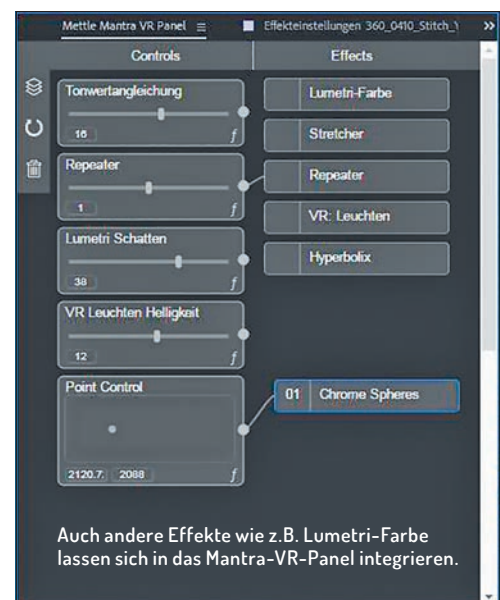 Mettle Mantra VR Panel Effekteinstellungen 360_0410_Stitch_
Controls Effects
Tonwertangleichung
16
Repeater
1
Lumetri Schatten
38
VR Leuchten Helligkeit
12
Point Control
2120.7. 2088
Lumetri-Farbe
Stretcher
Repeater
VR: Leuchten
Hyperbolix
01 Chrome Spheres
Auch andere Effekte wie z.B. Lumetri-Farbe
lassen sich in das Mantra-VR-Panel integrieren.